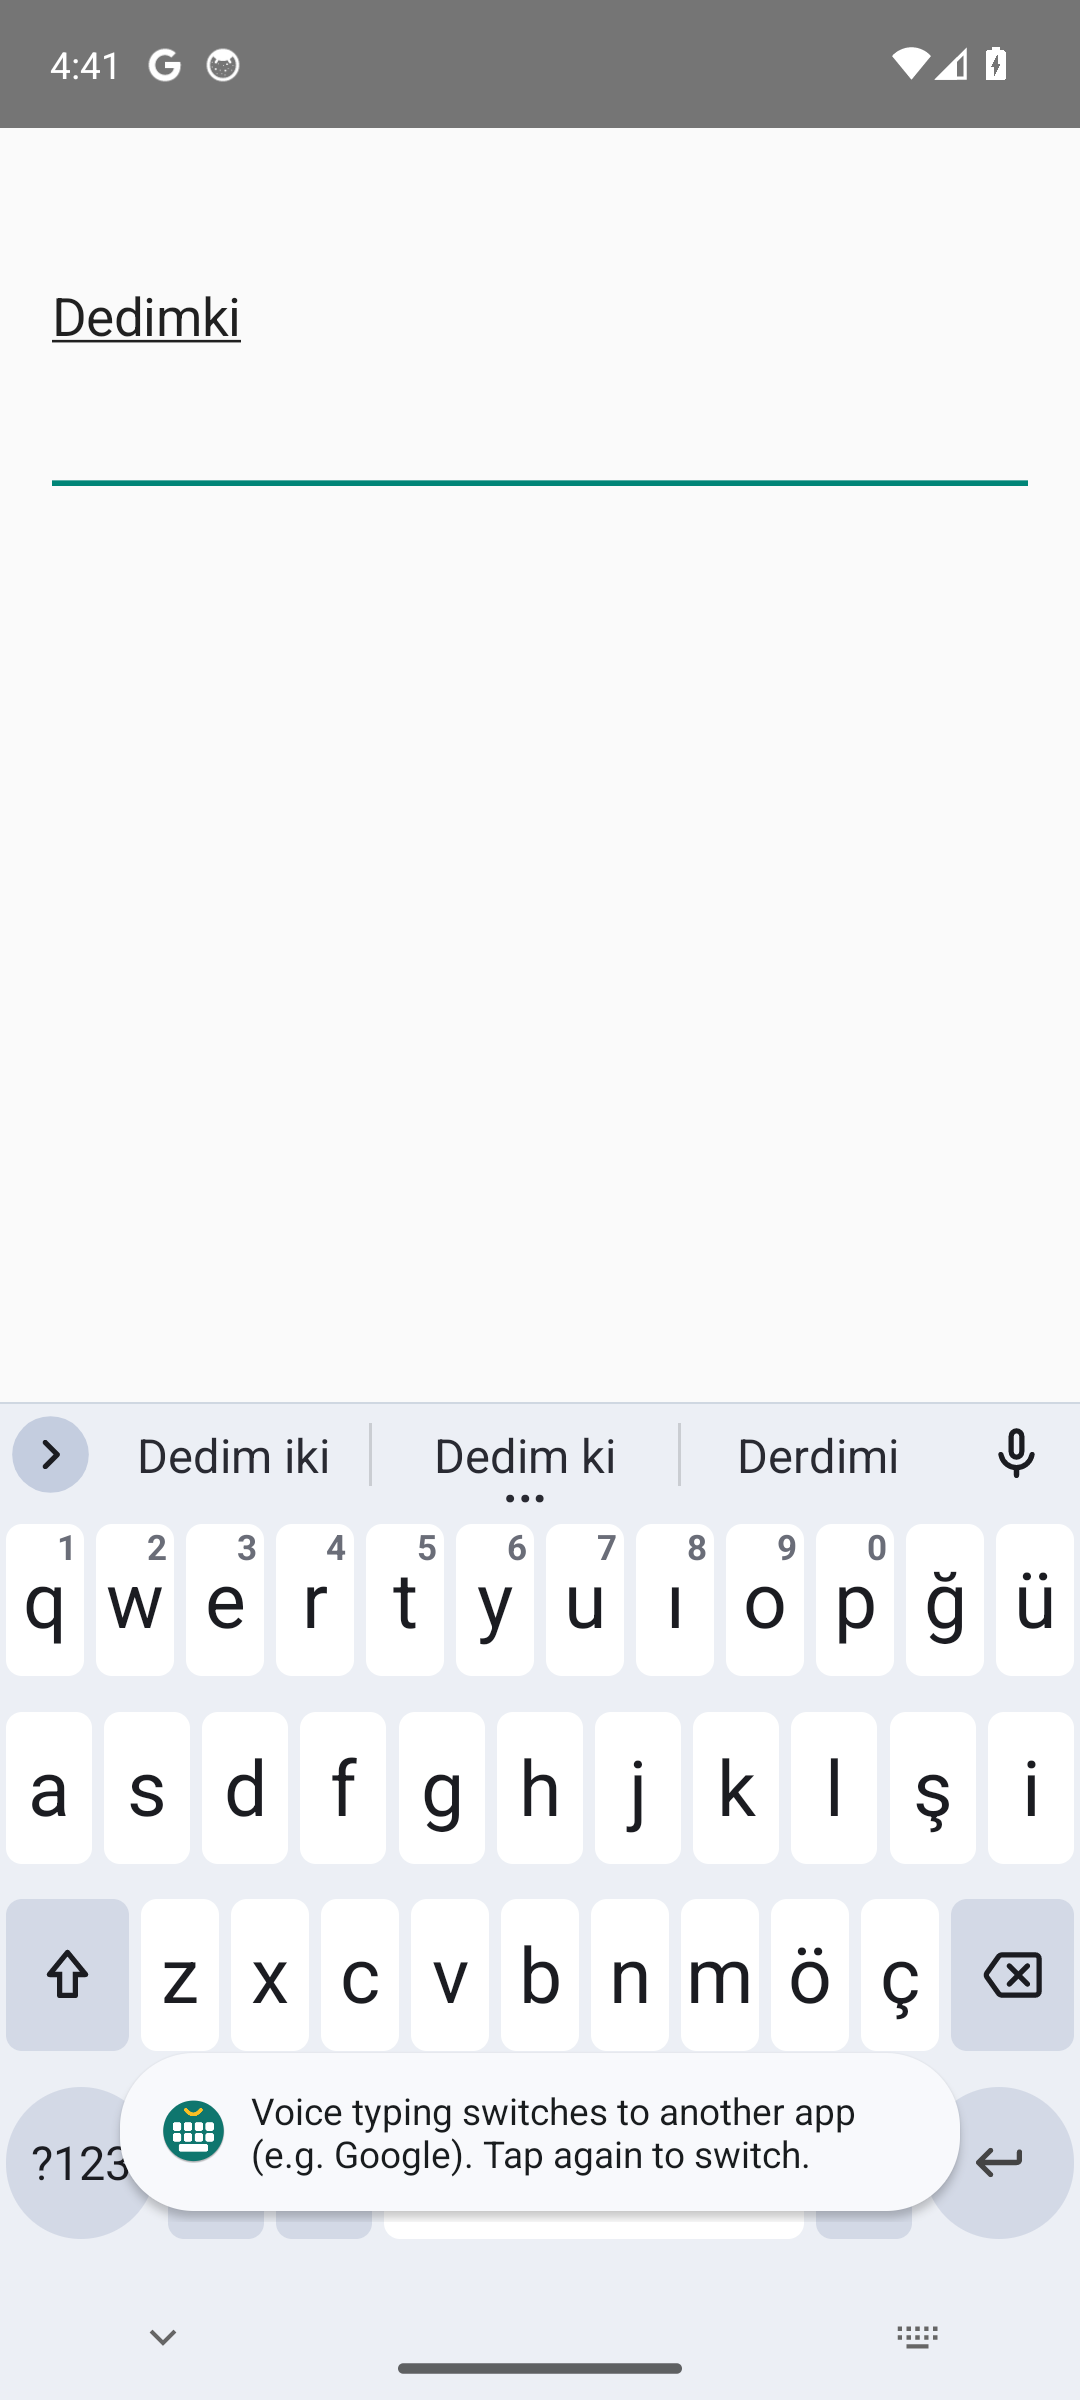 4:41
Dedimki
Dedim iki Dedim ki Derdimi
1 2 3 4 5 6 7 8 9 0
q w e r t y u ı o p ğ ü
a s d f g h j k l ş i
z x c v b n m ö ç
Voice typing switches to another app
(e.g. Google). Tap again to switch.
?123